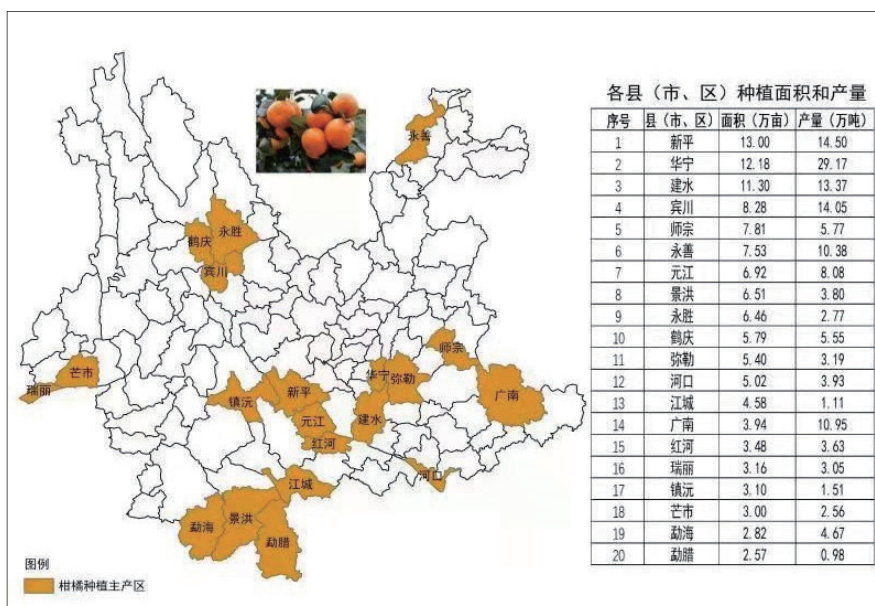 各县（市、区）种植面积和产量
序号 县（市、区） 面积（万亩） 产量（万吨）
1 新平 13.00 14.50
2 华宁 12.18 29.17
3 建水 11.30 13.37
4 宾川 8.28 14.05
5 师宗 7.81 5.77
6 永善 7.53 10.38
7 元江 6.92 8.08
8 景洪 6.51 3.80
9 永胜 6.46 2.77
10 鹤庆 5.79 5.55
11 弥勒 5.40 3.19
12 河口 5.02 3.93
13 江城 4.58 1.11
14 广南 3.94 10.95
15 红河 3.48 3.63
16 瑞丽 3.16 3.05
17 镇沅 3.10 1.51
18 芒市 3.00 2.56
19 勐海 2.82 4.67
20 勐腊 2.57 0.98
永善
永胜
鹤庆
宾川
师宗
芒市
瑞丽
华宁
弥勒
新平
镇沅
广南
元江
建水
红河
河口
江城
景洪
勐海
勐腊
图例
柑橘种植主产区